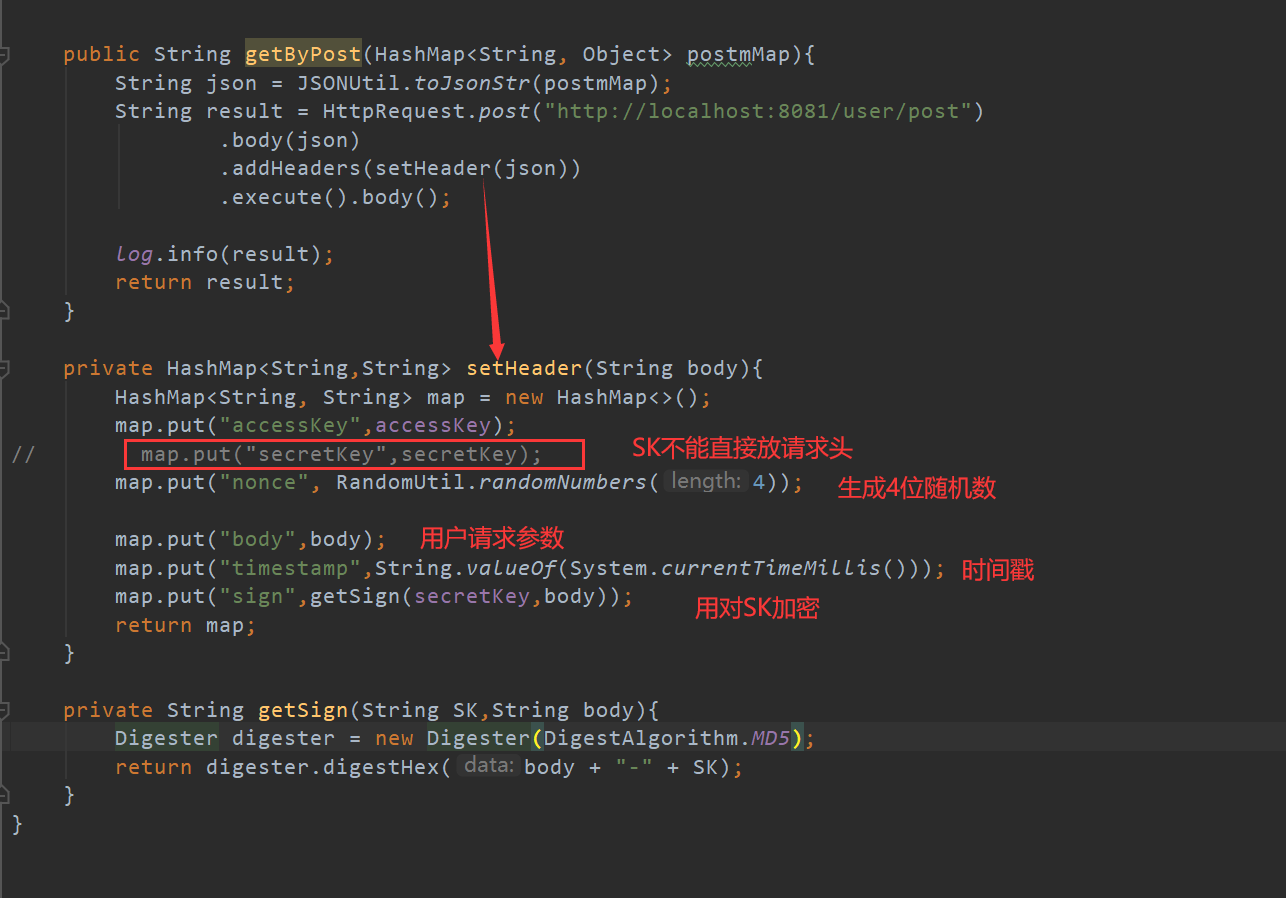 public String getByPost(HashMap<String, Object> postmMap){
String json = JSONUtil.toJsonStr(postmMap);
String result = HttpRequest.post("http://localhost:8081/user/post")
.body(json)
.addHeaders(setHeader(json))
.execute().body();
log.info(result);
return result;
}
private HashMap<String,String> setHeader(String body){
HashMap<String, String> map = new HashMap<>();
map.put("accessKey",accessKey);
// map.put("secretKey",secretKey); SK不能直接放请求头
map.put("nonce", RandomUtil.randomNumbers( length: 4)); 生成4位随机数
map.put("body",body); 用户请求参数
map.put("timestamp",String.valueOf(System.currentTimeMillis())); 时间戳
map.put("sign",getSign(secretKey,body)); 用对SK加密
return map;
}
private String getSign(String SK,String body){
Digester digester = new Digester(DigestAlgorithm.MD5);
return digester.digestHex( data: body + "-" + SK);
}
}